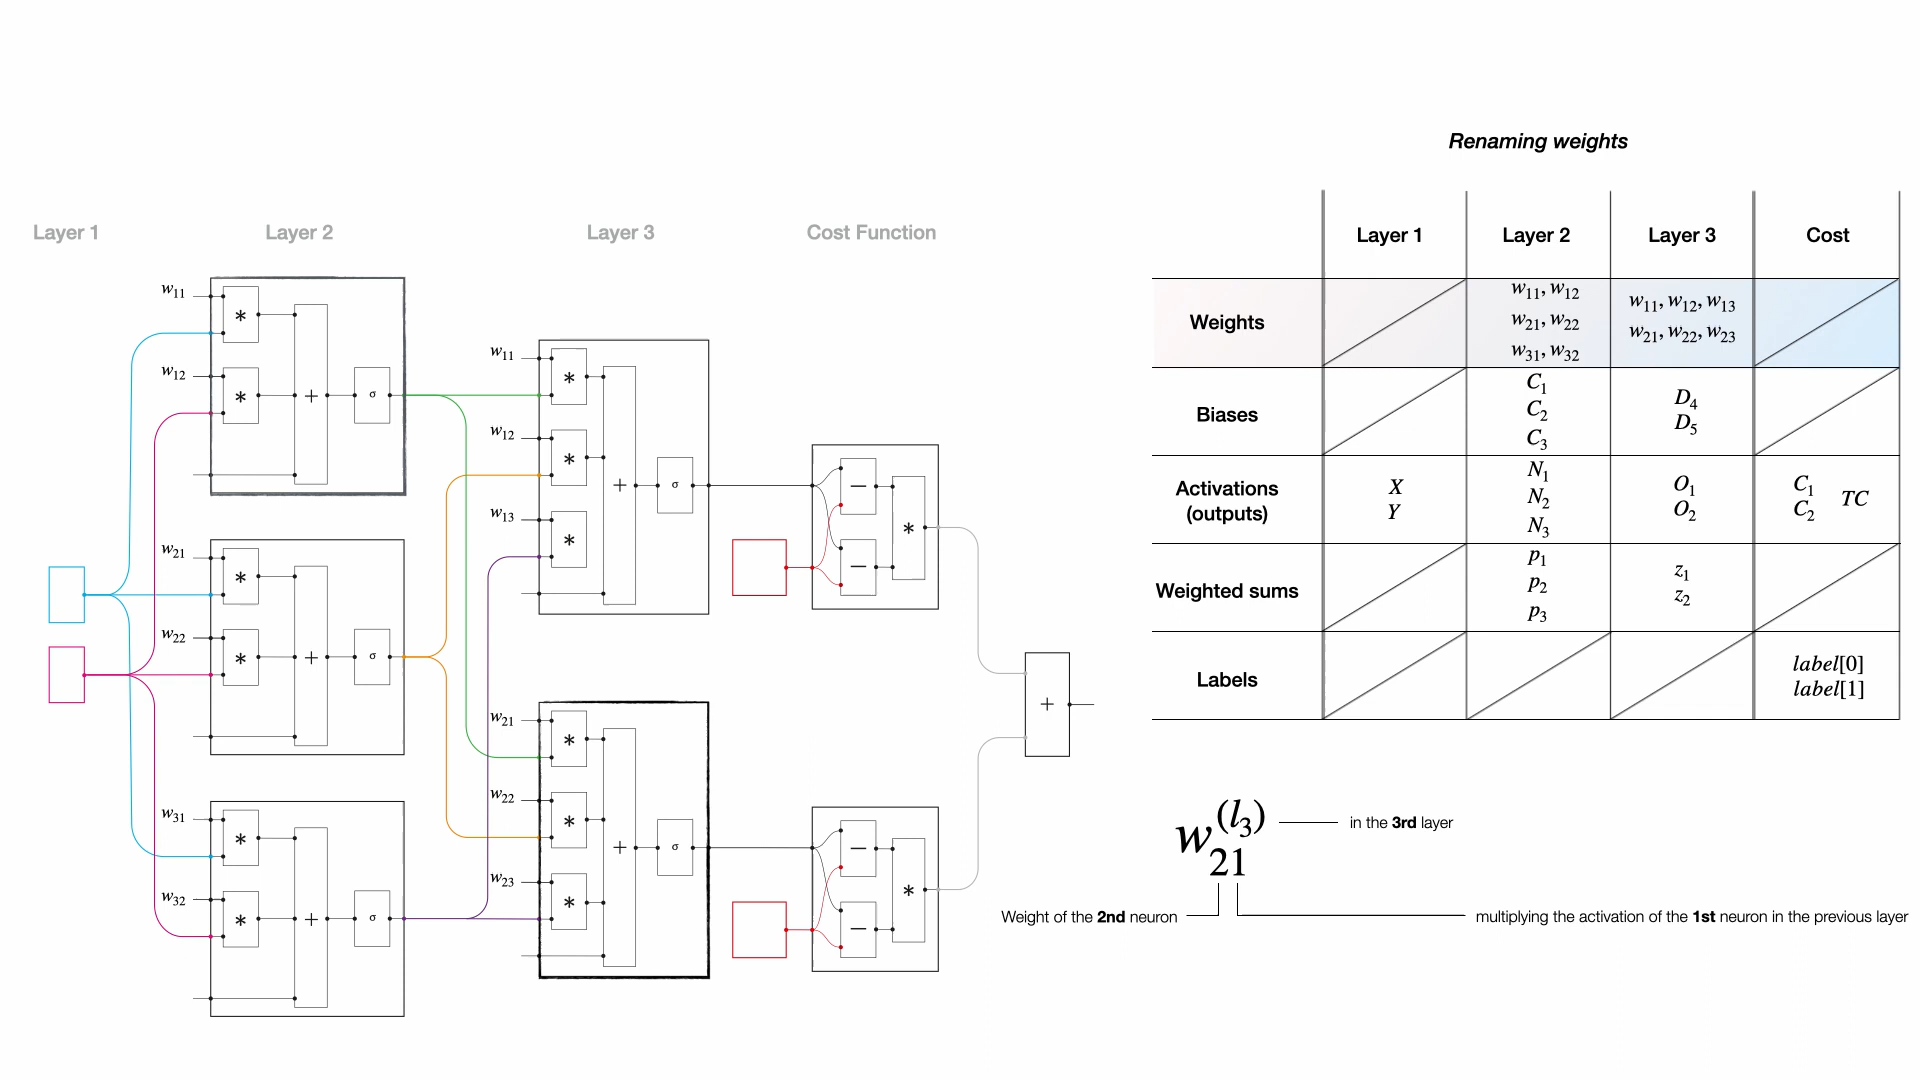 Renaming weights
Layer 1 Layer 2 Layer 3 Cost Function
w11
*
w12
*
+
σ
w21
*
w22
*
+
σ
w31
*
w32
*
+
σ
w11
*
w12
*
w13
*
+
σ
w21
*
w22
*
w23
*
+
σ
−
−
*
−
−
*
+
Layer 1 Layer 2 Layer 3 Cost
Weights
w11, w12
w21, w22
w31, w32
w11, w12, w13
w21, w22, w23
Biases
C1
C2
C3
D4
D5
Activations
(outputs)
X
Y
N1
N2
N3
O1
O2
C1
C2
TC
Weighted sums
p1
p2
p3
z1
z2
Labels
label[0]
label[1]
w21(l3)
in the 3rd layer
Weight of the 2nd neuron
multiplying the activation of the 1st neuron in the previous layer